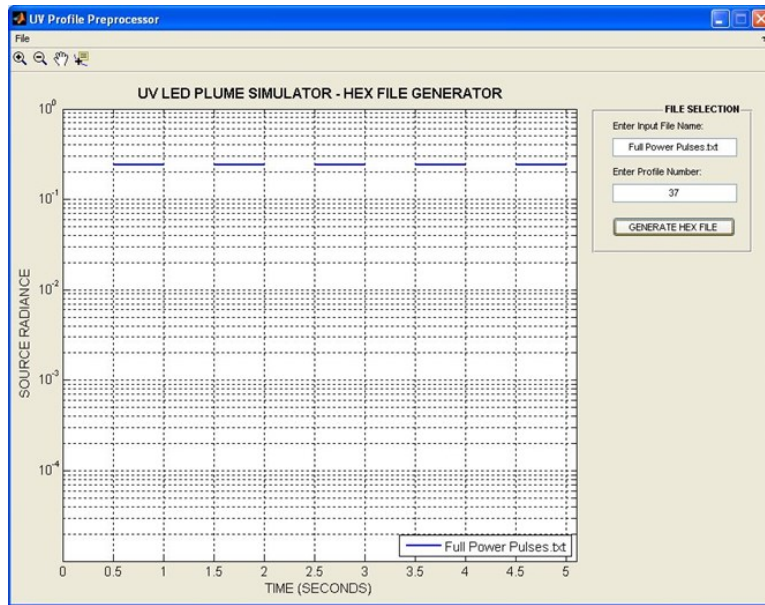 UV Profile Preprocessor
File
UV LED PLUME SIMULATOR - HEX FILE GENERATOR
SOURCE RADIANCE
10^0
10^-1
10^-2
10^-3
10^-4
0 0.5 1 1.5 2 2.5 3 3.5 4 4.5 5
TIME (SECONDS)
Full Power Pulses.txt
FILE SELECTION
Enter Input File Name:
Full Power Pulses.txt
Enter Profile Number:
37
GENERATE HEX FILE